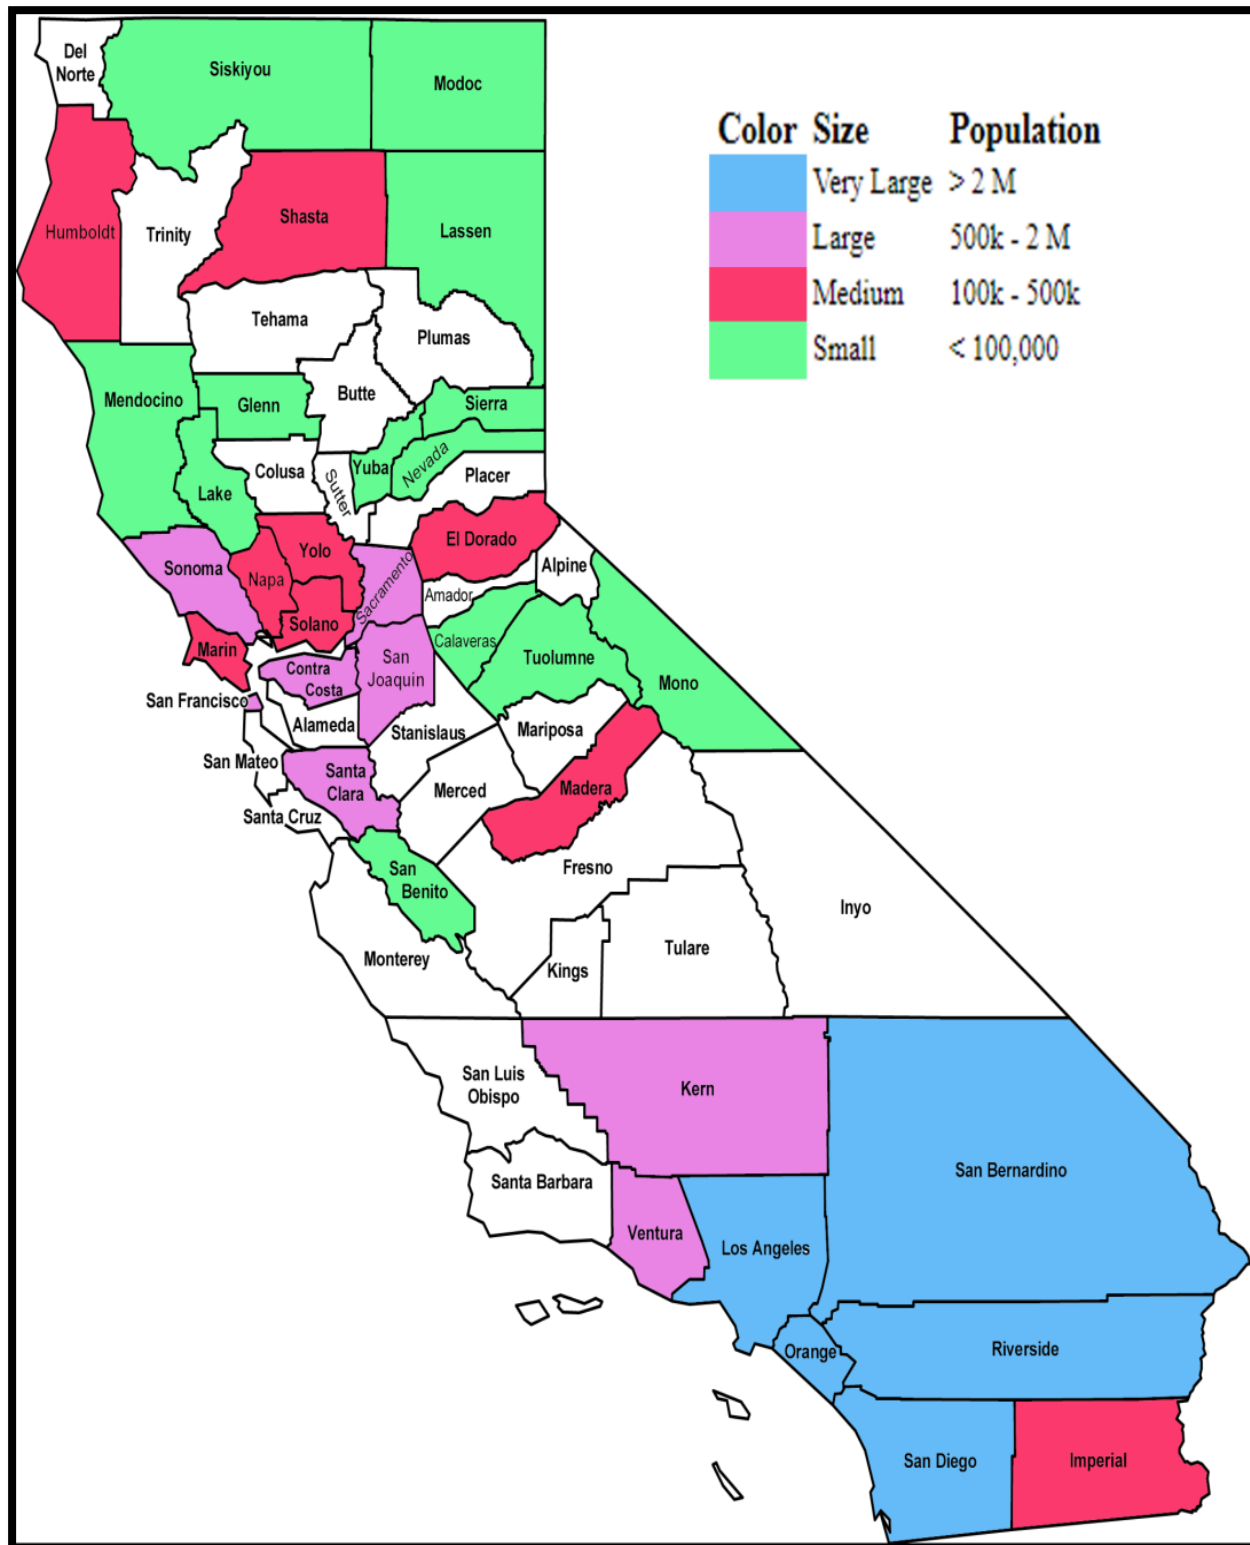 Del
Norte
Siskiyou
Modoc
Color Size Population
Very Large > 2 M
Large 500k - 2 M
Medium 100k - 500k
Small < 100,000
Humboldt
Trinity
Shasta
Lassen
Tehama
Plumas
Mendocino
Glenn
Butte
Sierra
Colusa
Sutter
Yuba
Nevada
Placer
Lake
Sonoma
Napa
Yolo
Sacramento
El Dorado
Alpine
Amador
Solano
Marin
Calaveras
Tuolumne
Mono
Contra
Costa
San
Joaquin
San Francisco
Alameda
Stanislaus
Mariposa
San Mateo
Santa
Clara
Merced
Madera
Santa Cruz
San
Benito
Fresno
Inyo
Monterey
Kings
Tulare
San Luis
Obispo
Kern
Santa Barbara
San Bernardino
Ventura
Los Angeles
Orange
Riverside
San Diego
Imperial